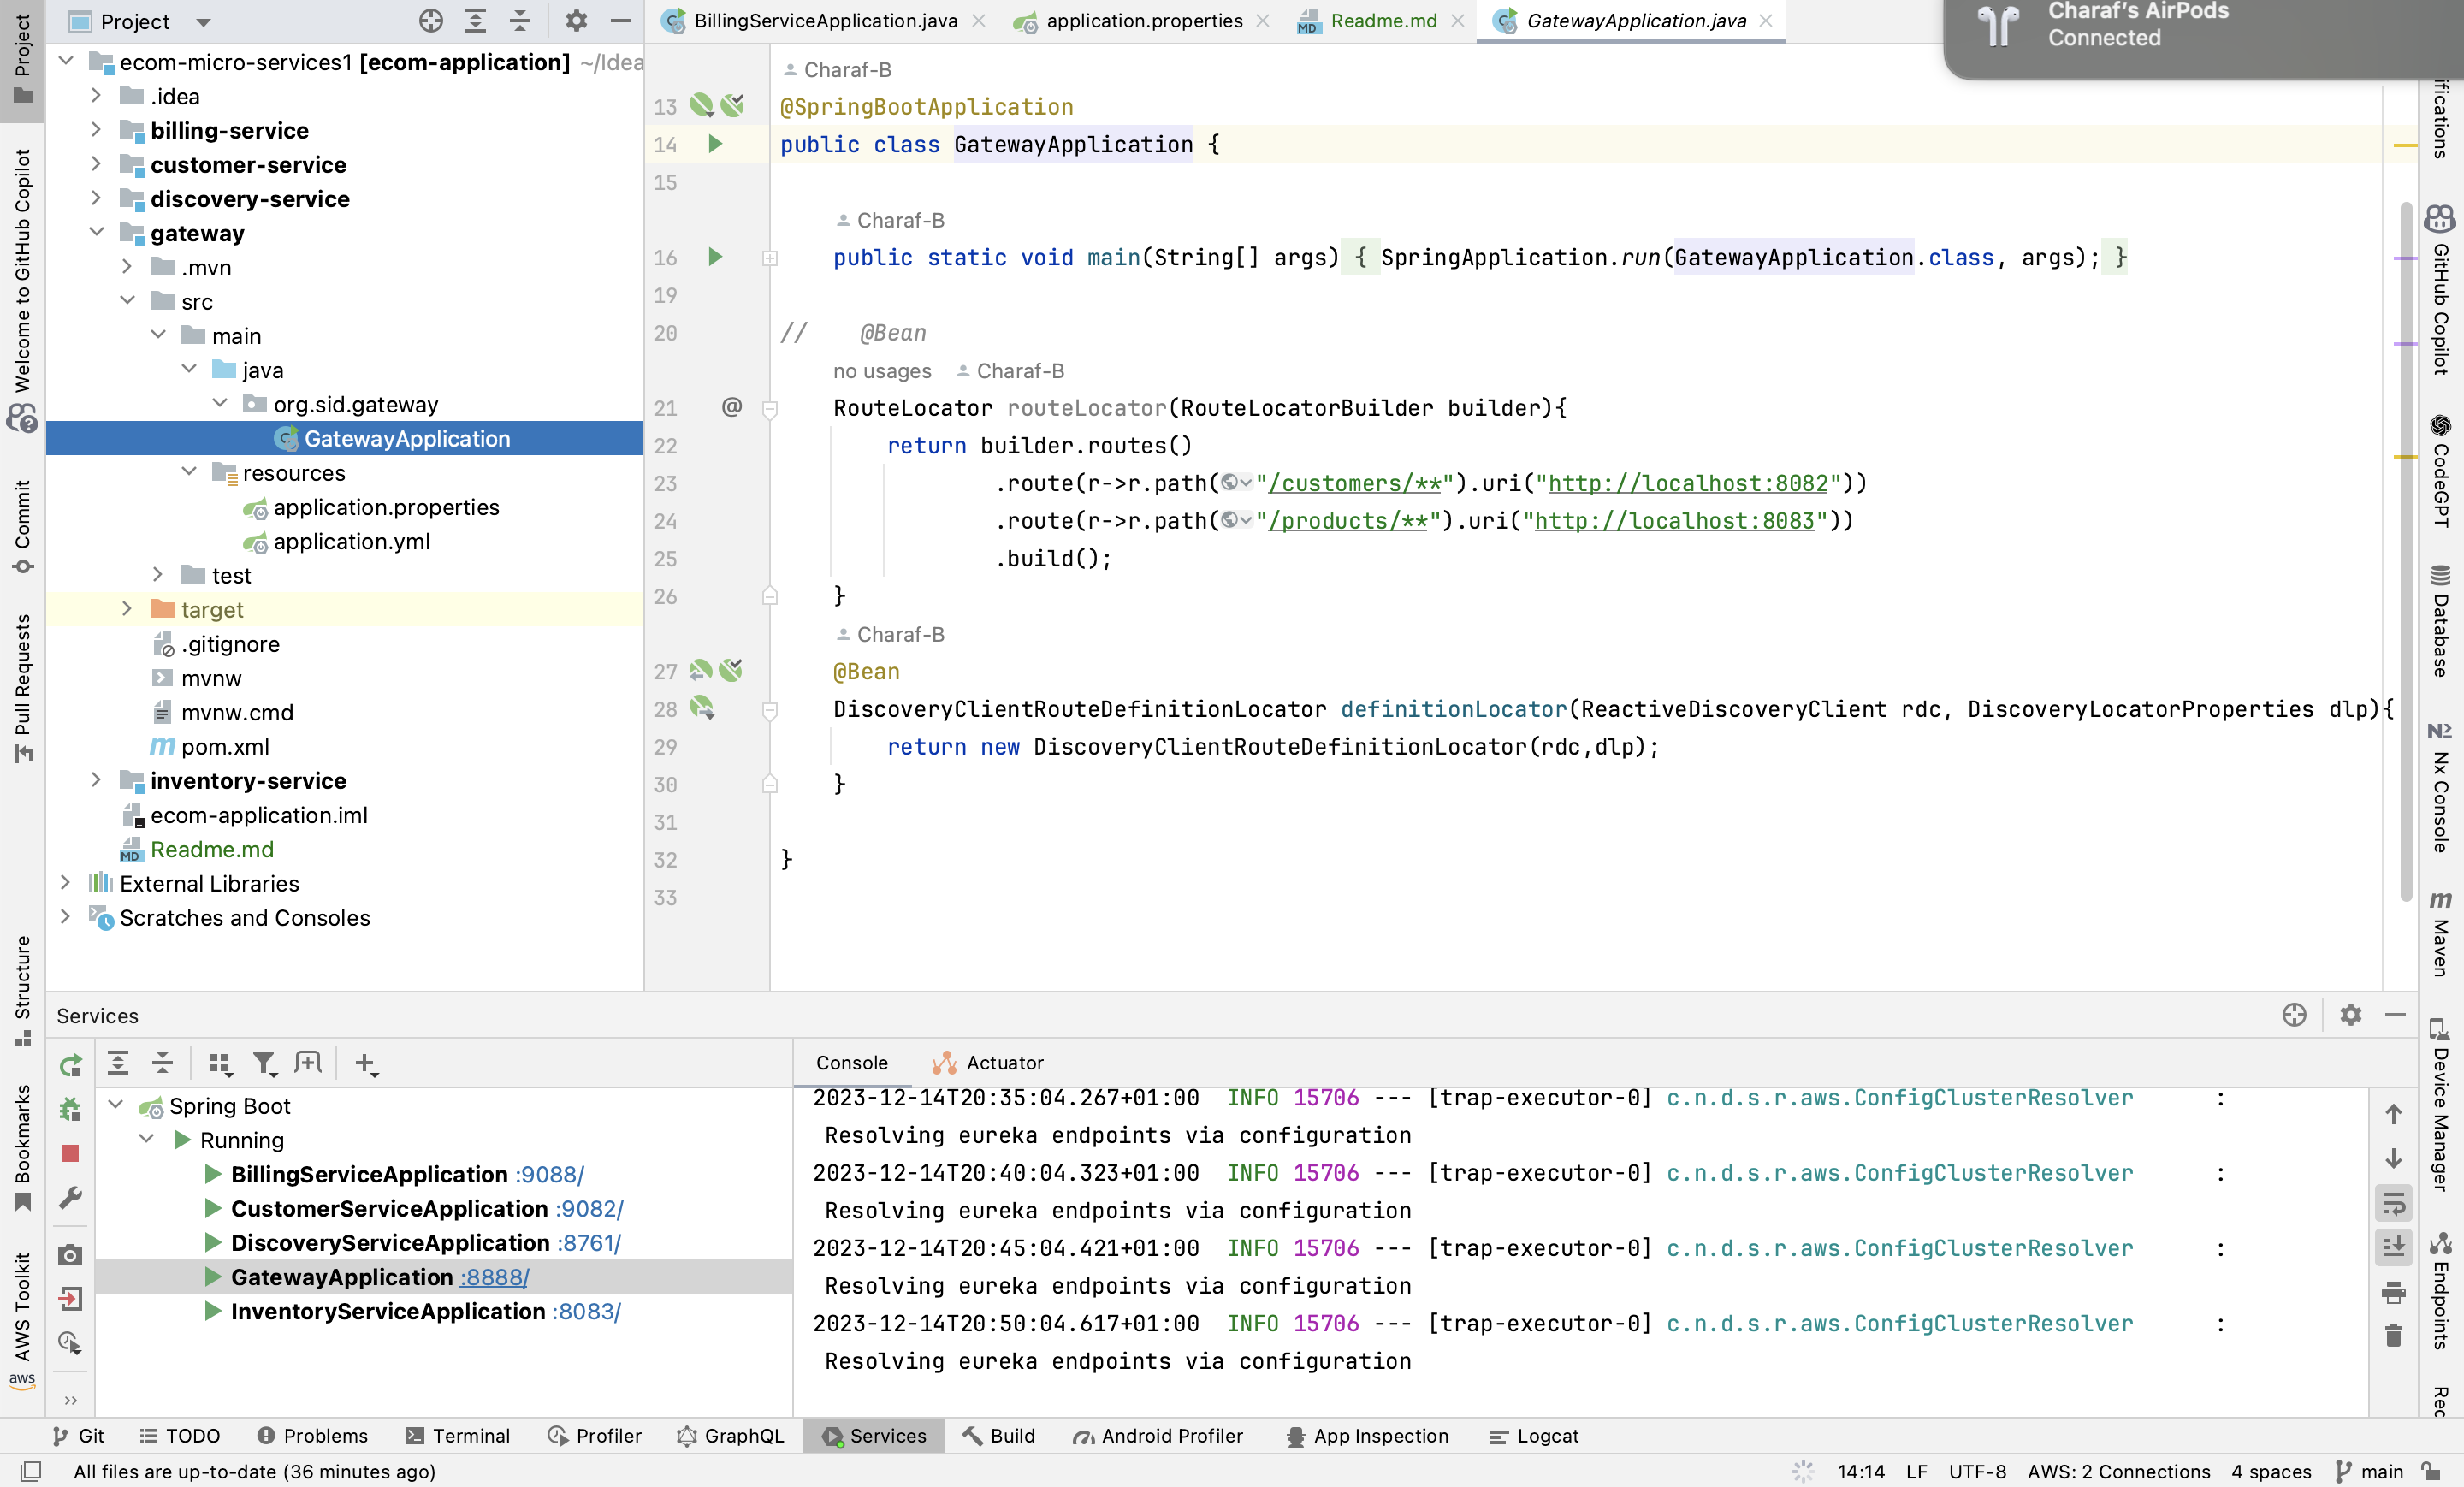 Project
BillingServiceApplication.java
application.properties
Readme.md
GatewayApplication.java
Charaf's AirPods
Connected
Project
Welcome to GitHub Copilot
Commit
Pull Requests
Structure
Bookmarks
AWS Toolkit
aws
ecom-micro-services1 [ecom-application] ~/Idea
.idea
billing-service
customer-service
discovery-service
gateway
.mvn
src
main
java
org.sid.gateway
GatewayApplication
resources
application.properties
application.yml
test
target
.gitignore
mvnw
mvnw.cmd
pom.xml
inventory-service
ecom-application.iml
Readme.md
External Libraries
Scratches and Consoles
Charaf-B
13 @SpringBootApplication
14 public class GatewayApplication {
15
Charaf-B
16 public static void main(String[] args) { SpringApplication.run(GatewayApplication.class, args); }
19
20 // @Bean
no usages Charaf-B
21 RouteLocator routeLocator(RouteLocatorBuilder builder){
22 return builder.routes()
23 .route(r->r.path("/customers/**").uri("http://localhost:8082"))
24 .route(r->r.path("/products/**").uri("http://localhost:8083"))
25 .build();
26 }
Charaf-B
27 @Bean
28 DiscoveryClientRouteDefinitionLocator definitionLocator(ReactiveDiscoveryClient rdc, DiscoveryLocatorProperties dlp){
29 return new DiscoveryClientRouteDefinitionLocator(rdc,dlp);
30 }
31
32 }
33
ifications
GitHub Copilot
CodeGPT
Database
Nx Console
Maven
Device Manager
Endpoints
Rec
Services
Spring Boot
Running
BillingServiceApplication :9088/
CustomerServiceApplication :9082/
DiscoveryServiceApplication :8761/
GatewayApplication :8888/
InventoryServiceApplication :8083/
Console
Actuator
2023-12-14T20:35:04.267+01:00 INFO 15706 --- [trap-executor-0] c.n.d.s.r.aws.ConfigClusterResolver :
Resolving eureka endpoints via configuration
2023-12-14T20:40:04.323+01:00 INFO 15706 --- [trap-executor-0] c.n.d.s.r.aws.ConfigClusterResolver :
Resolving eureka endpoints via configuration
2023-12-14T20:45:04.421+01:00 INFO 15706 --- [trap-executor-0] c.n.d.s.r.aws.ConfigClusterResolver :
Resolving eureka endpoints via configuration
2023-12-14T20:50:04.617+01:00 INFO 15706 --- [trap-executor-0] c.n.d.s.r.aws.ConfigClusterResolver :
Resolving eureka endpoints via configuration
Git TODO Problems Terminal Profiler GraphQL Services Build Android Profiler App Inspection Logcat
All files are up-to-date (36 minutes ago)
14:14 LF UTF-8 AWS: 2 Connections 4 spaces main